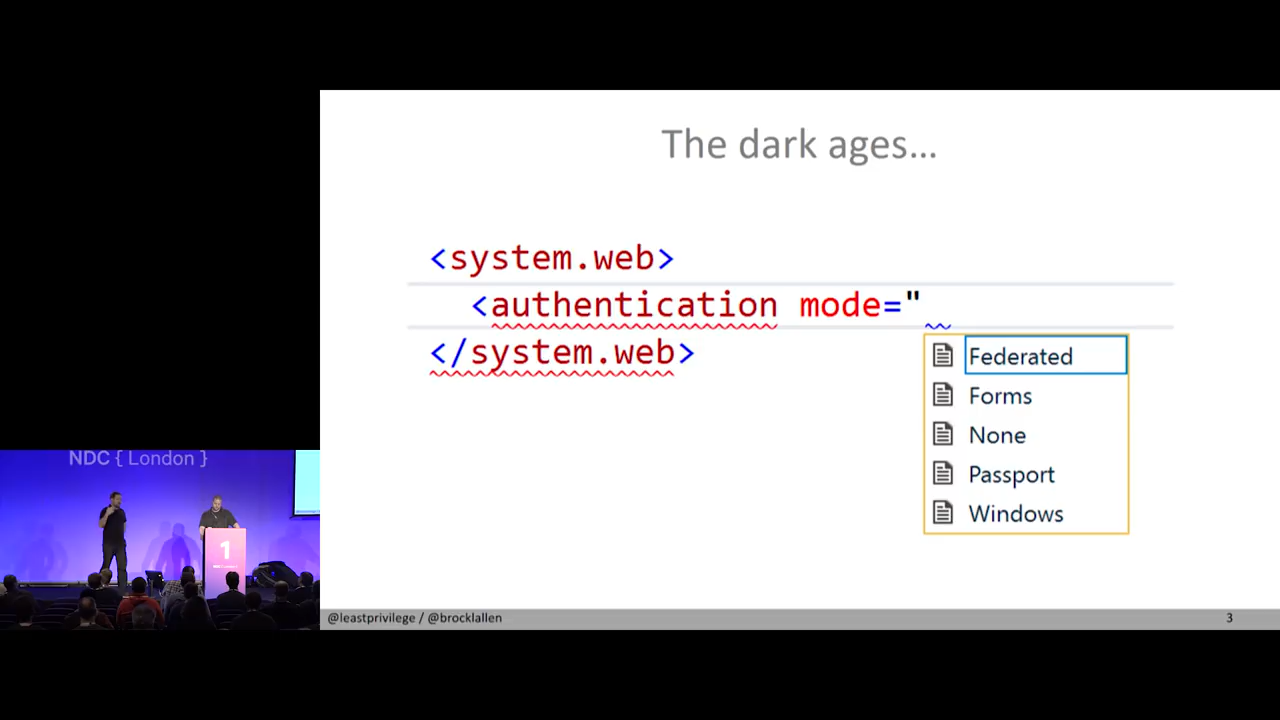 The dark ages…
<system.web>
<authentication mode="
</system.web>
Federated
Forms
None
Passport
Windows
NDC { London }
1
@leastprivilege / @brocklallen
3